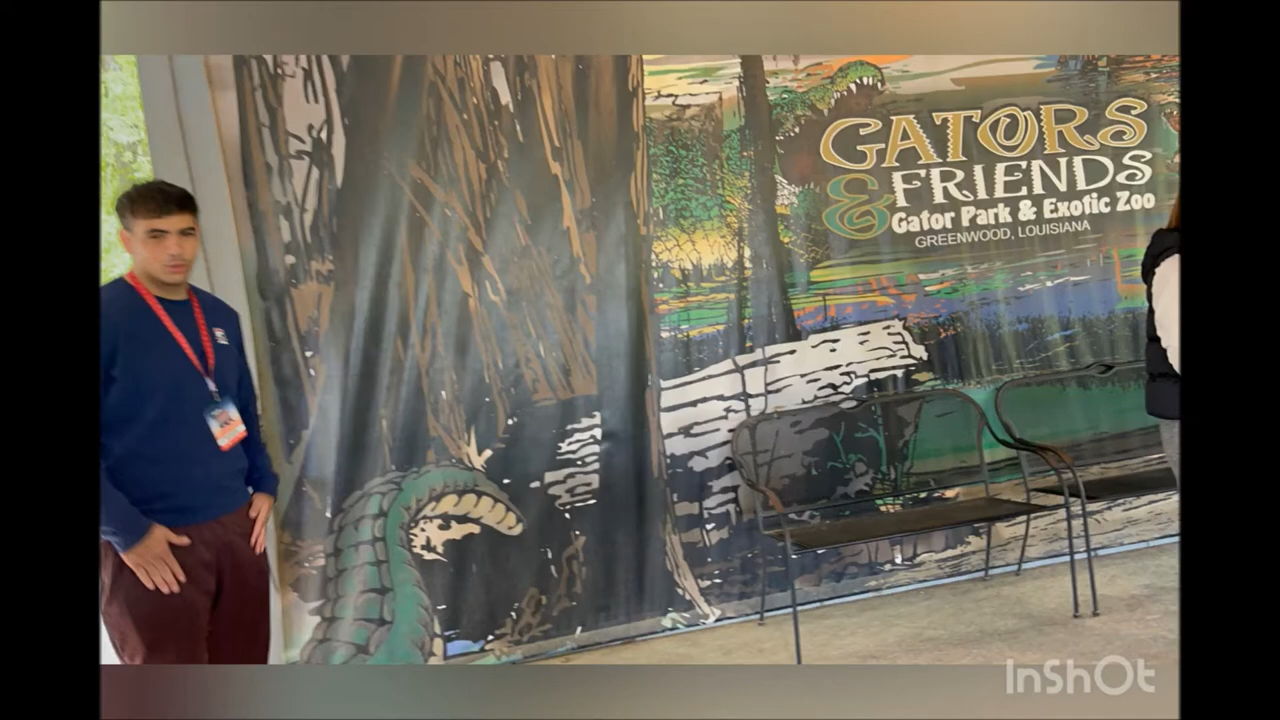 GATORS
& FRIENDS
Gator Park & Exotic Zoo
GREENWOOD, LOUISIANA
InShOt